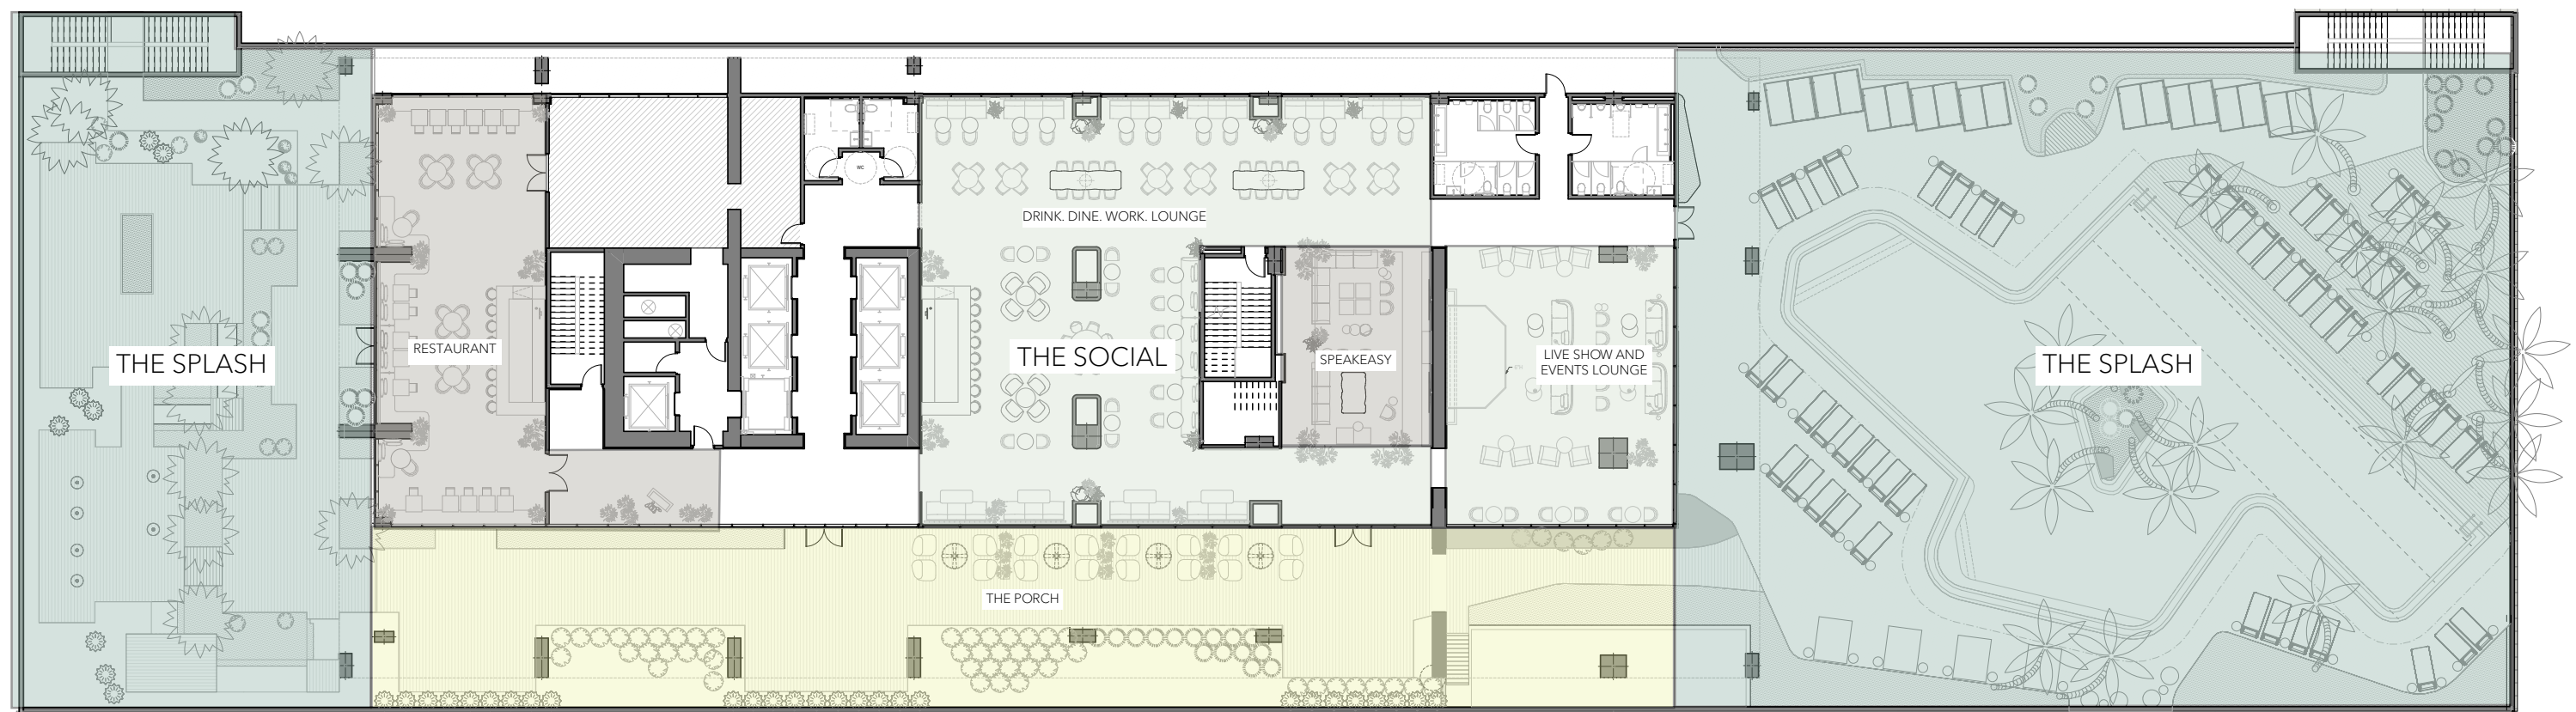 WC
DRINK. DINE. WORK. LOUNGE
THE SPLASH
RESTAURANT
THE SOCIAL
SPEAKEASY
LIVE SHOW AND
EVENTS LOUNGE
THE SPLASH
THE PORCH